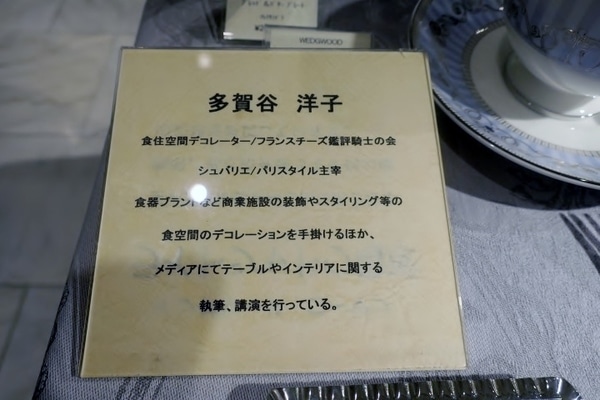 WEDGWOOD
多賀谷 洋子
食住空間デコレーター/フランスチーズ鑑評騎士の会
シュバリエ/パリスタイル主宰
食器ブランドなど商業施設の装飾やスタイリング等の
食空間のデコレーションを手掛けるほか、
メディアにてテーブルやインテリアに関する
執筆、講演を行っている。